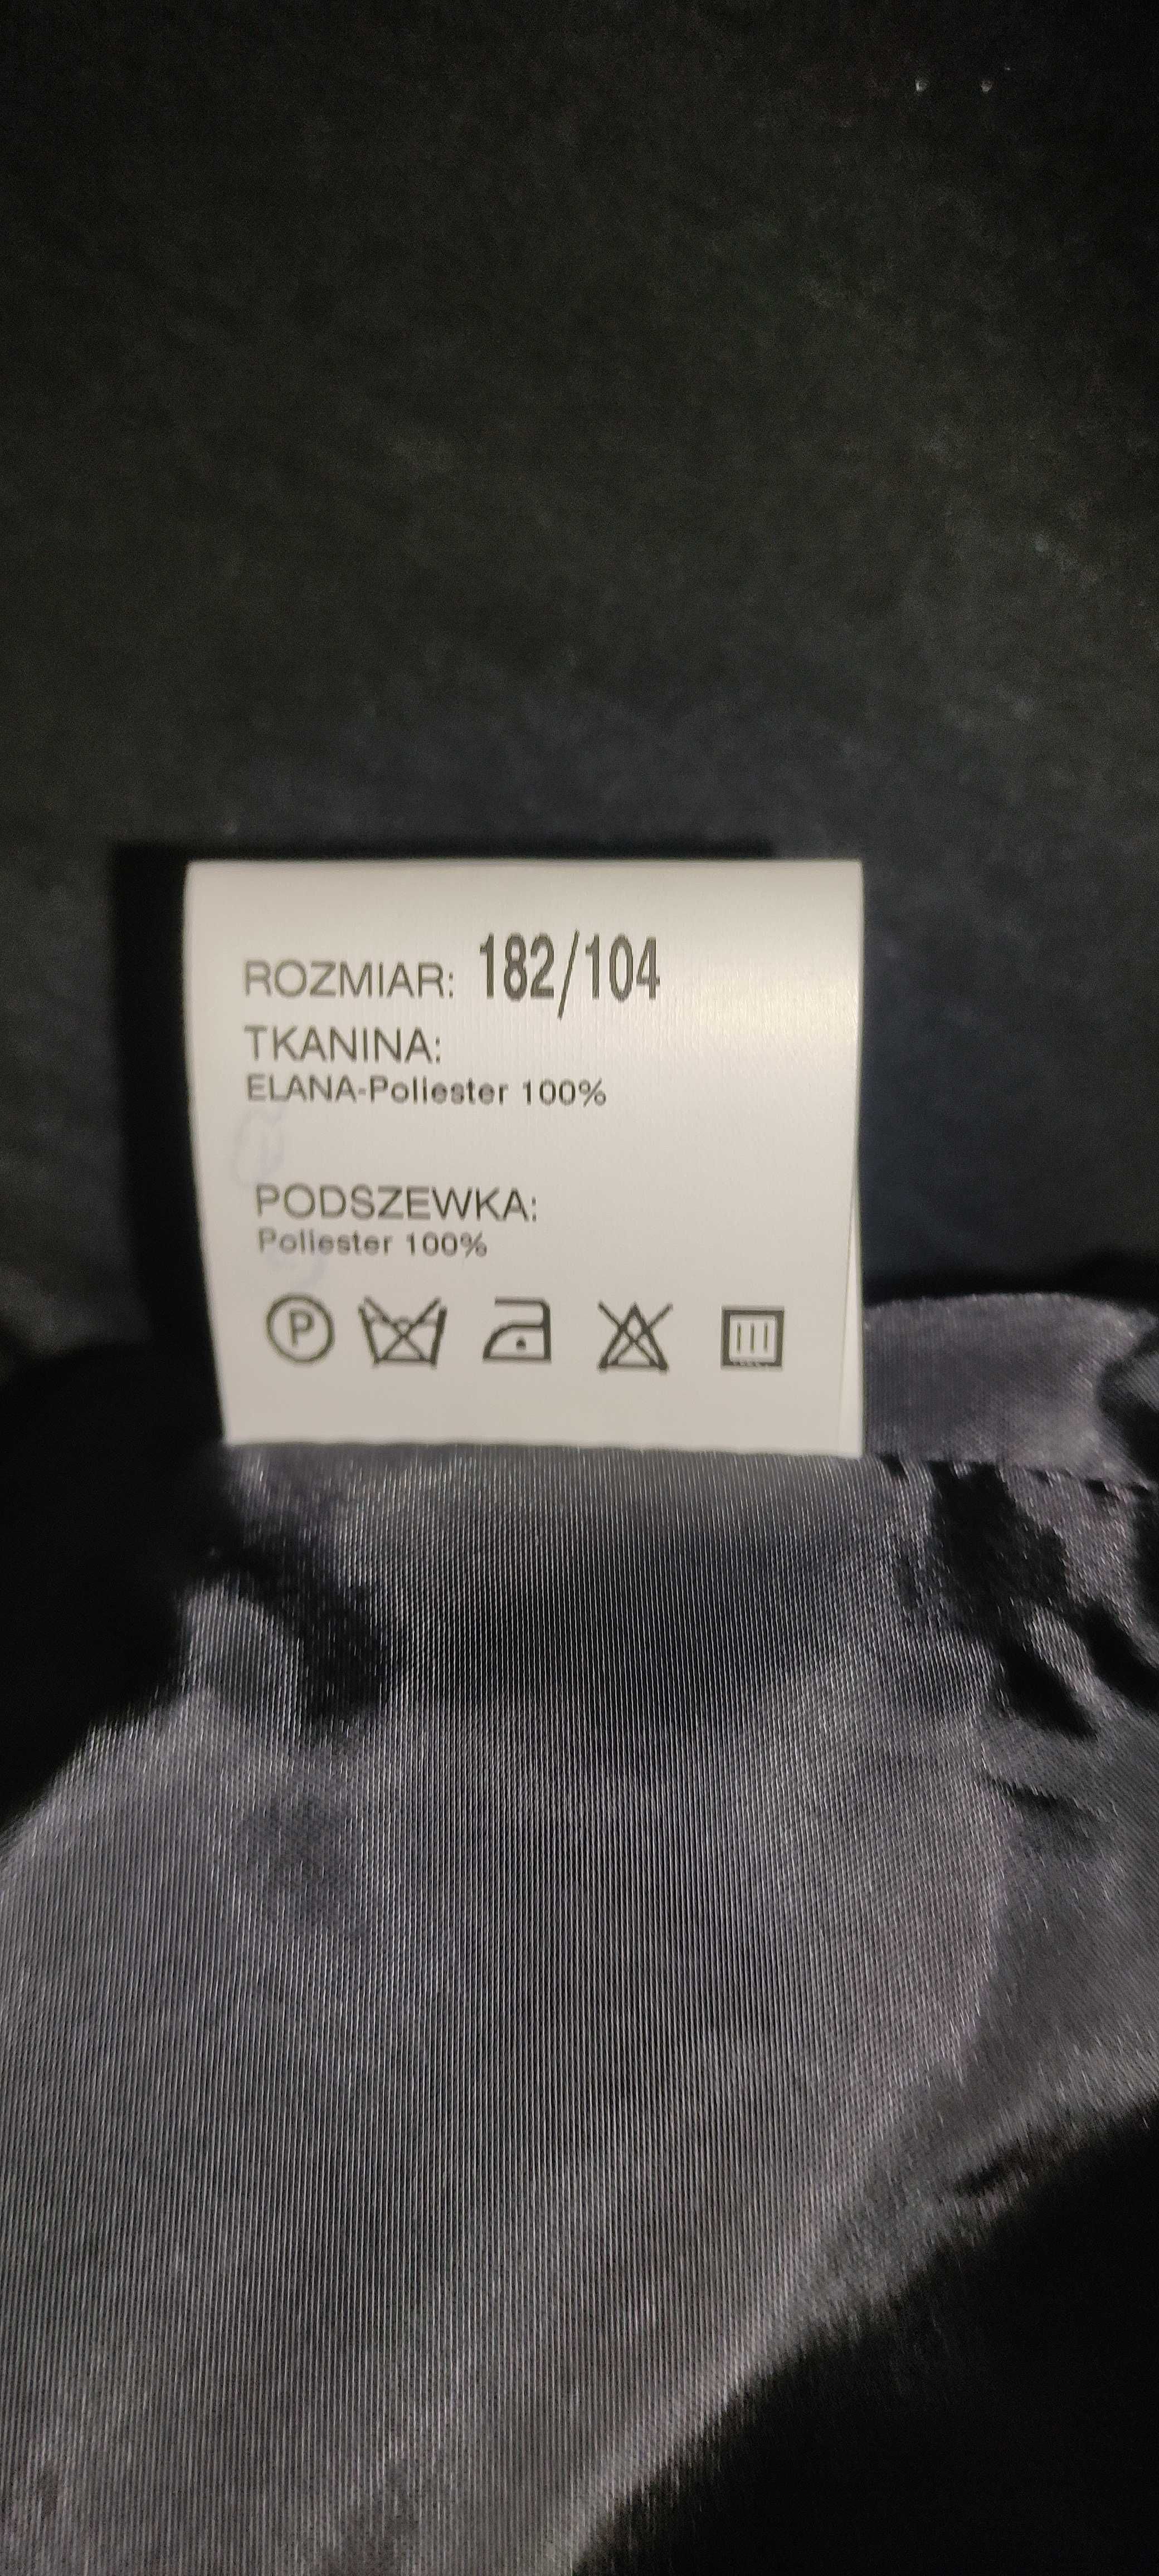 ROZMIAR: 182/104
TKANINA:
ELANA-Poliester 100%
PODSZEWKA:
Poliester 100%
P